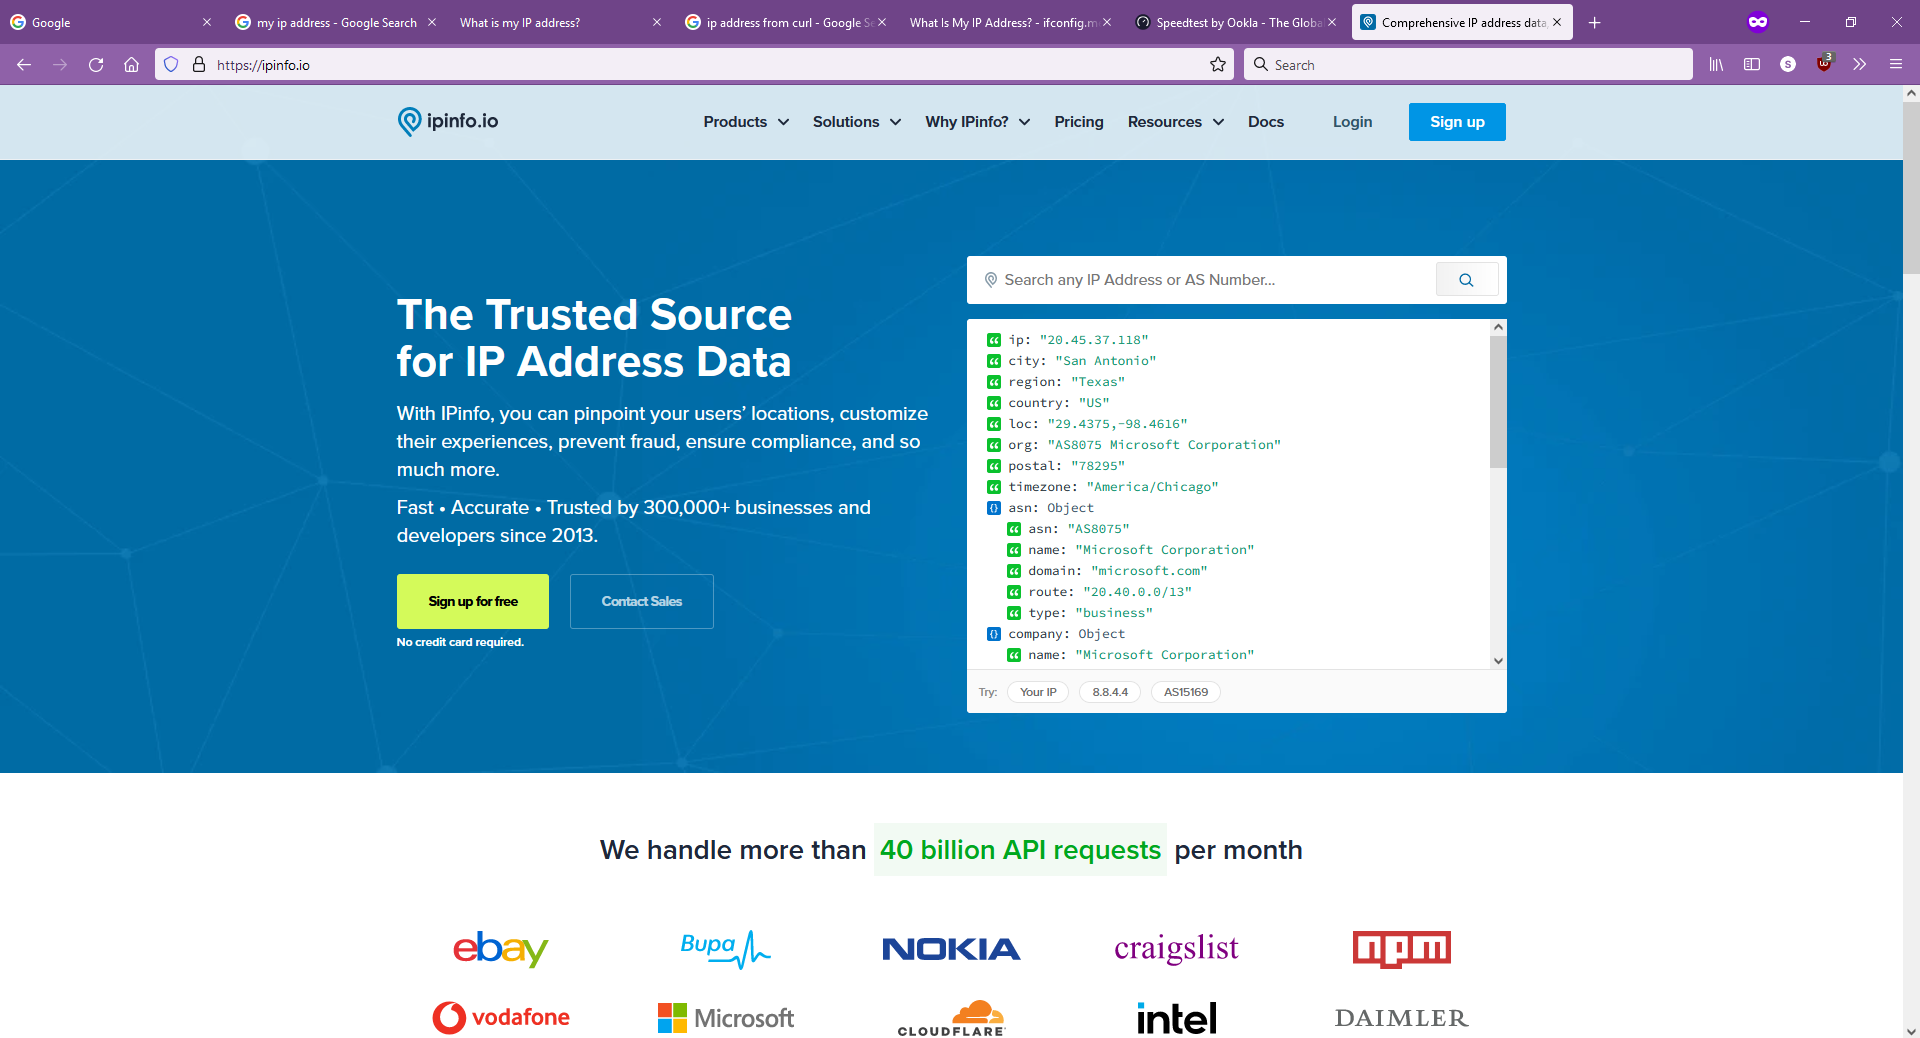 Google
my ip address - Google Search
What is my IP address?
ip address from curl - Google Se
What Is My IP Address? - ifconfig.m
Speedtest by Ookla - The Global
Comprehensive IP address data,
https://ipinfo.io
Search
S
3
ipinfo.io
Products
Solutions
Why IPinfo?
Pricing
Resources
Docs
Login
Sign up
The Trusted Source
for IP Address Data
With IPinfo, you can pinpoint your users’ locations, customize
their experiences, prevent fraud, ensure compliance, and so
much more.
Fast • Accurate • Trusted by 300,000+ businesses and
developers since 2013.
Sign up for free
Contact Sales
No credit card required.
Search any IP Address or AS Number...
ip: "20.45.37.118"
city: "San Antonio"
region: "Texas"
country: "US"
loc: "29.4375,-98.4616"
org: "AS8075 Microsoft Corporation"
postal: "78295"
timezone: "America/Chicago"
{} asn: Object
asn: "AS8075"
name: "Microsoft Corporation"
domain: "microsoft.com"
route: "20.40.0.0/13"
type: "business"
{} company: Object
name: "Microsoft Corporation"
Try:
Your IP
8.8.4.4
AS15169
We handle more than 40 billion API requests per month
ebay
Bupa
NOKIA
craigslist
npm
vodafone
Microsoft
CLOUDFLARE
intel
DAIMLER